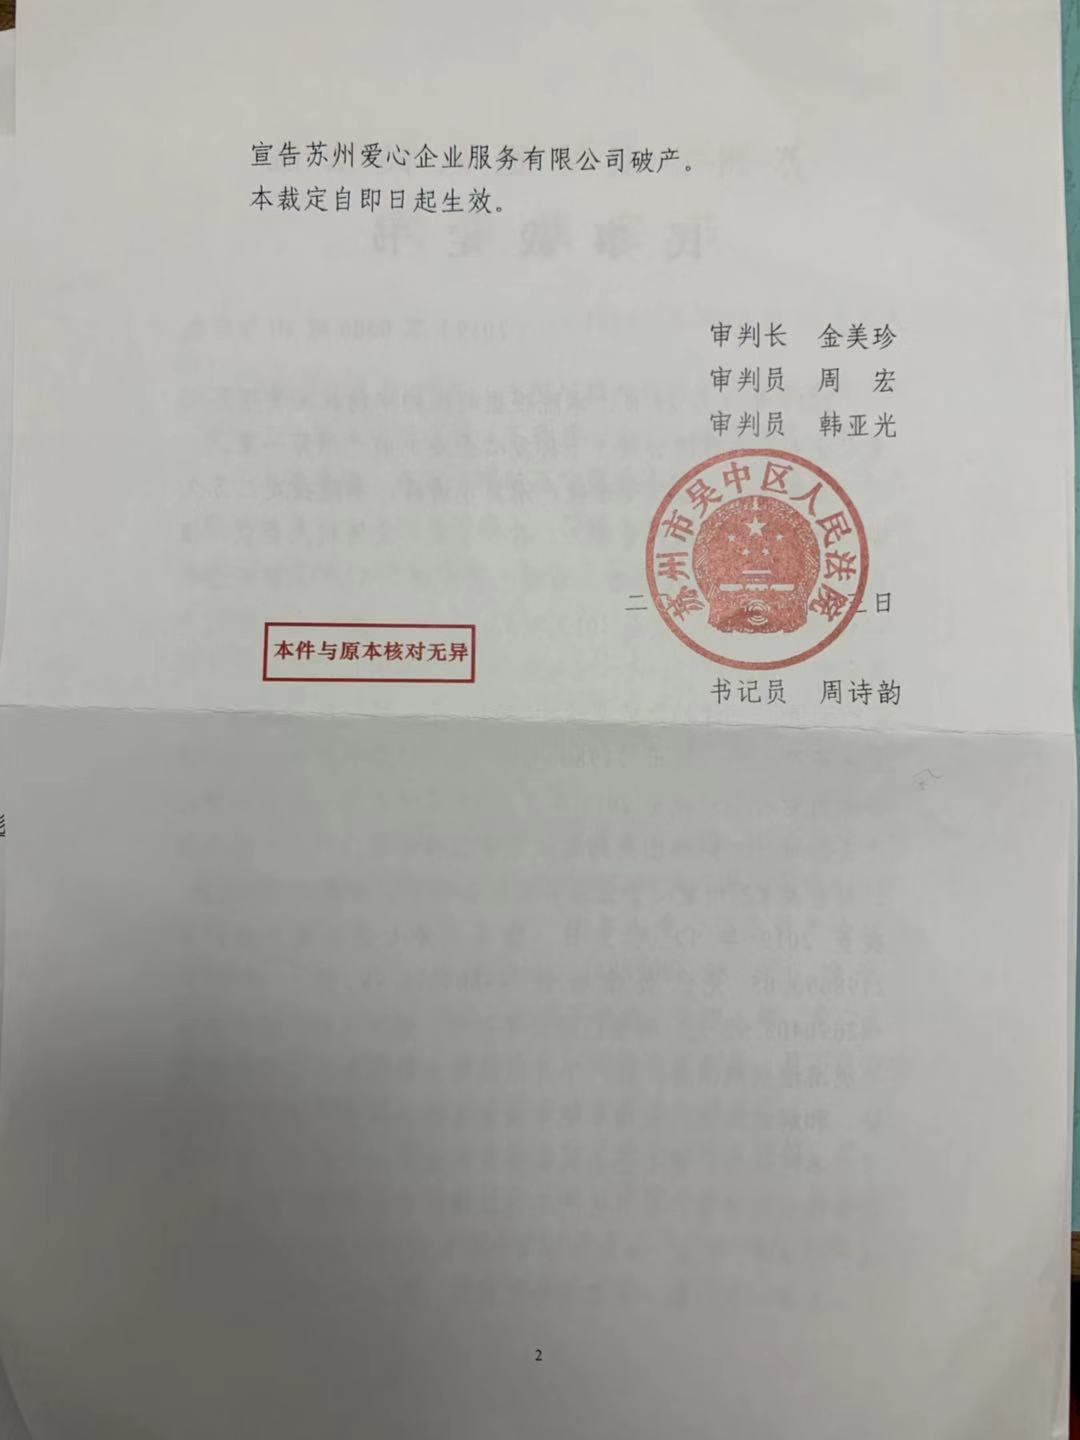 宣告苏州爱心企业服务有限公司破产。
本裁定自即日起生效。
审判长 金美珍
审判员 周 宏
审判员 韩亚光
苏州市吴中区人民法院
二
日
本件与原本核对无异
书记员 周诗韵
2